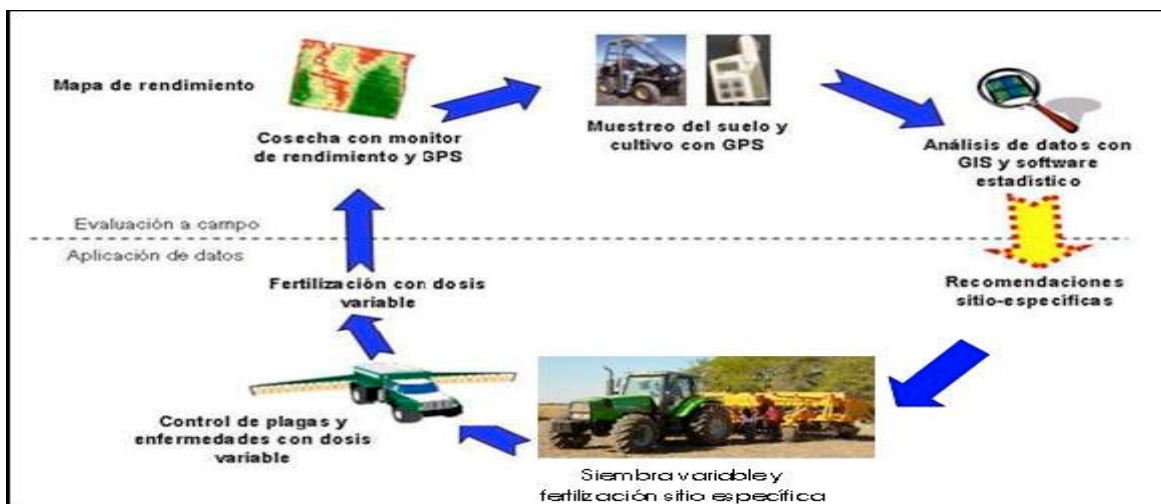 Mapa de rendimiento
Cosecha con monitor
de rendimiento y GPS
Muestreo del suelo y
cultivo con GPS
Análisis de datos con
GIS y software
estadístico
Evaluación a campo
Aplicación de datos
Recomendaciones
sitio-específicas
Siembra variable y
fertilización sitio específica
Control de plagas y
enfermedades con dosis
variable
Fertilización con dosis
variable